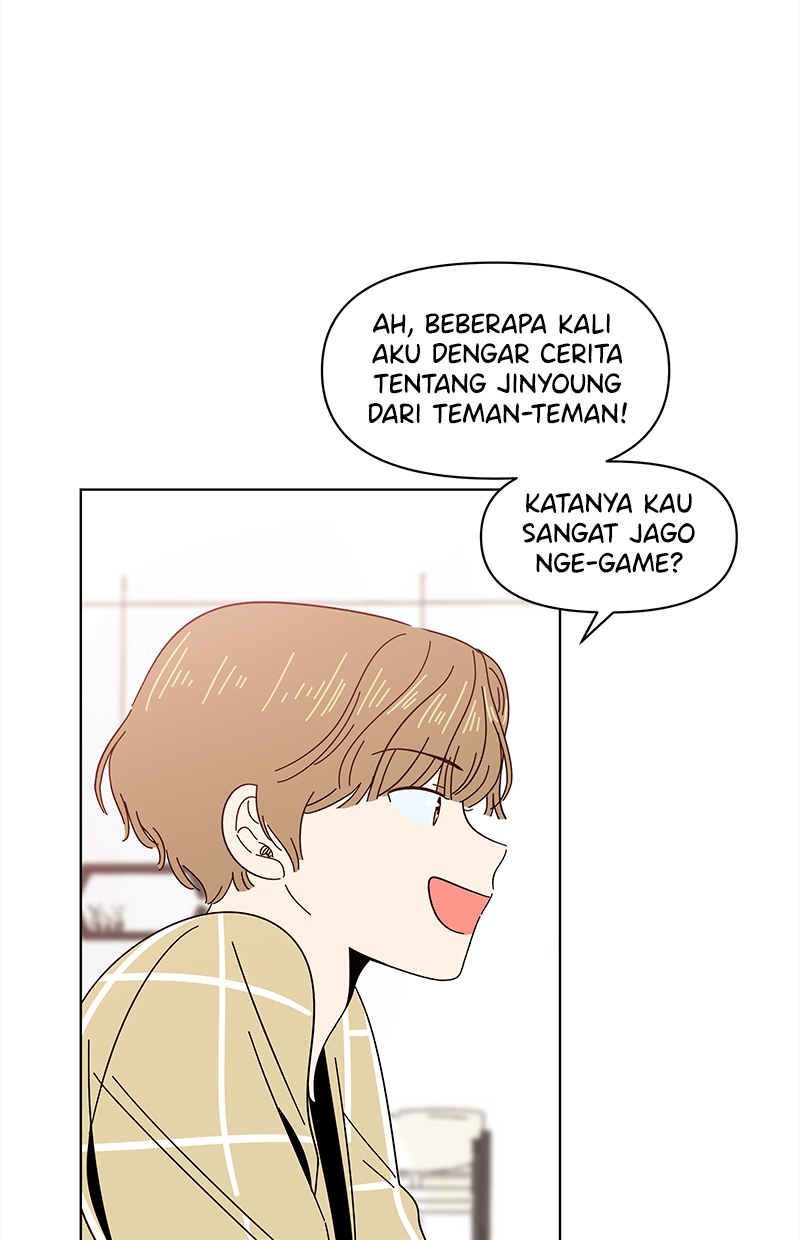 AH, BEBERAPA KALI
AKU DENGAR CERITA
TENTANG JINYOUNG
DARI TEMAN-TEMAN!
KATANYA KAU
SANGAT JAGO
NGE-GAME?